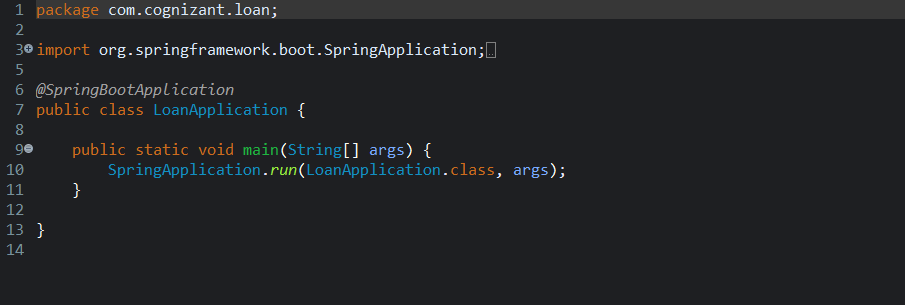 1 package com.cognizant.loan;
2
3 import org.springframework.boot.SpringApplication;
5
6 @SpringBootApplication
7 public class LoanApplication {
8
9     public static void main(String[] args) {
10         SpringApplication.run(LoanApplication.class, args);
11     }
12
13 }
14